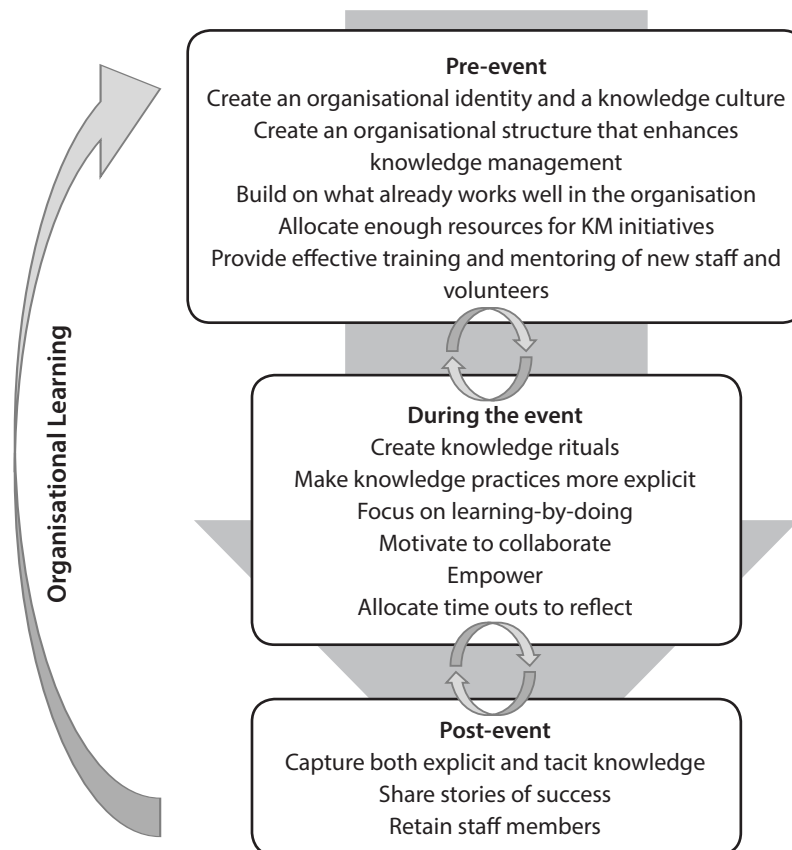 Pre-event
Create an organisational identity and a knowledge culture
Create an organisational structure that enhances
knowledge management
Build on what already works well in the organisation
Allocate enough resources for KM initiatives
Provide effective training and mentoring of new staff and
volunteers
Organisational Learning
During the event
Create knowledge rituals
Make knowledge practices more explicit
Focus on learning-by-doing
Motivate to collaborate
Empower
Allocate time outs to reflect
Post-event
Capture both explicit and tacit knowledge
Share stories of success
Retain staff members